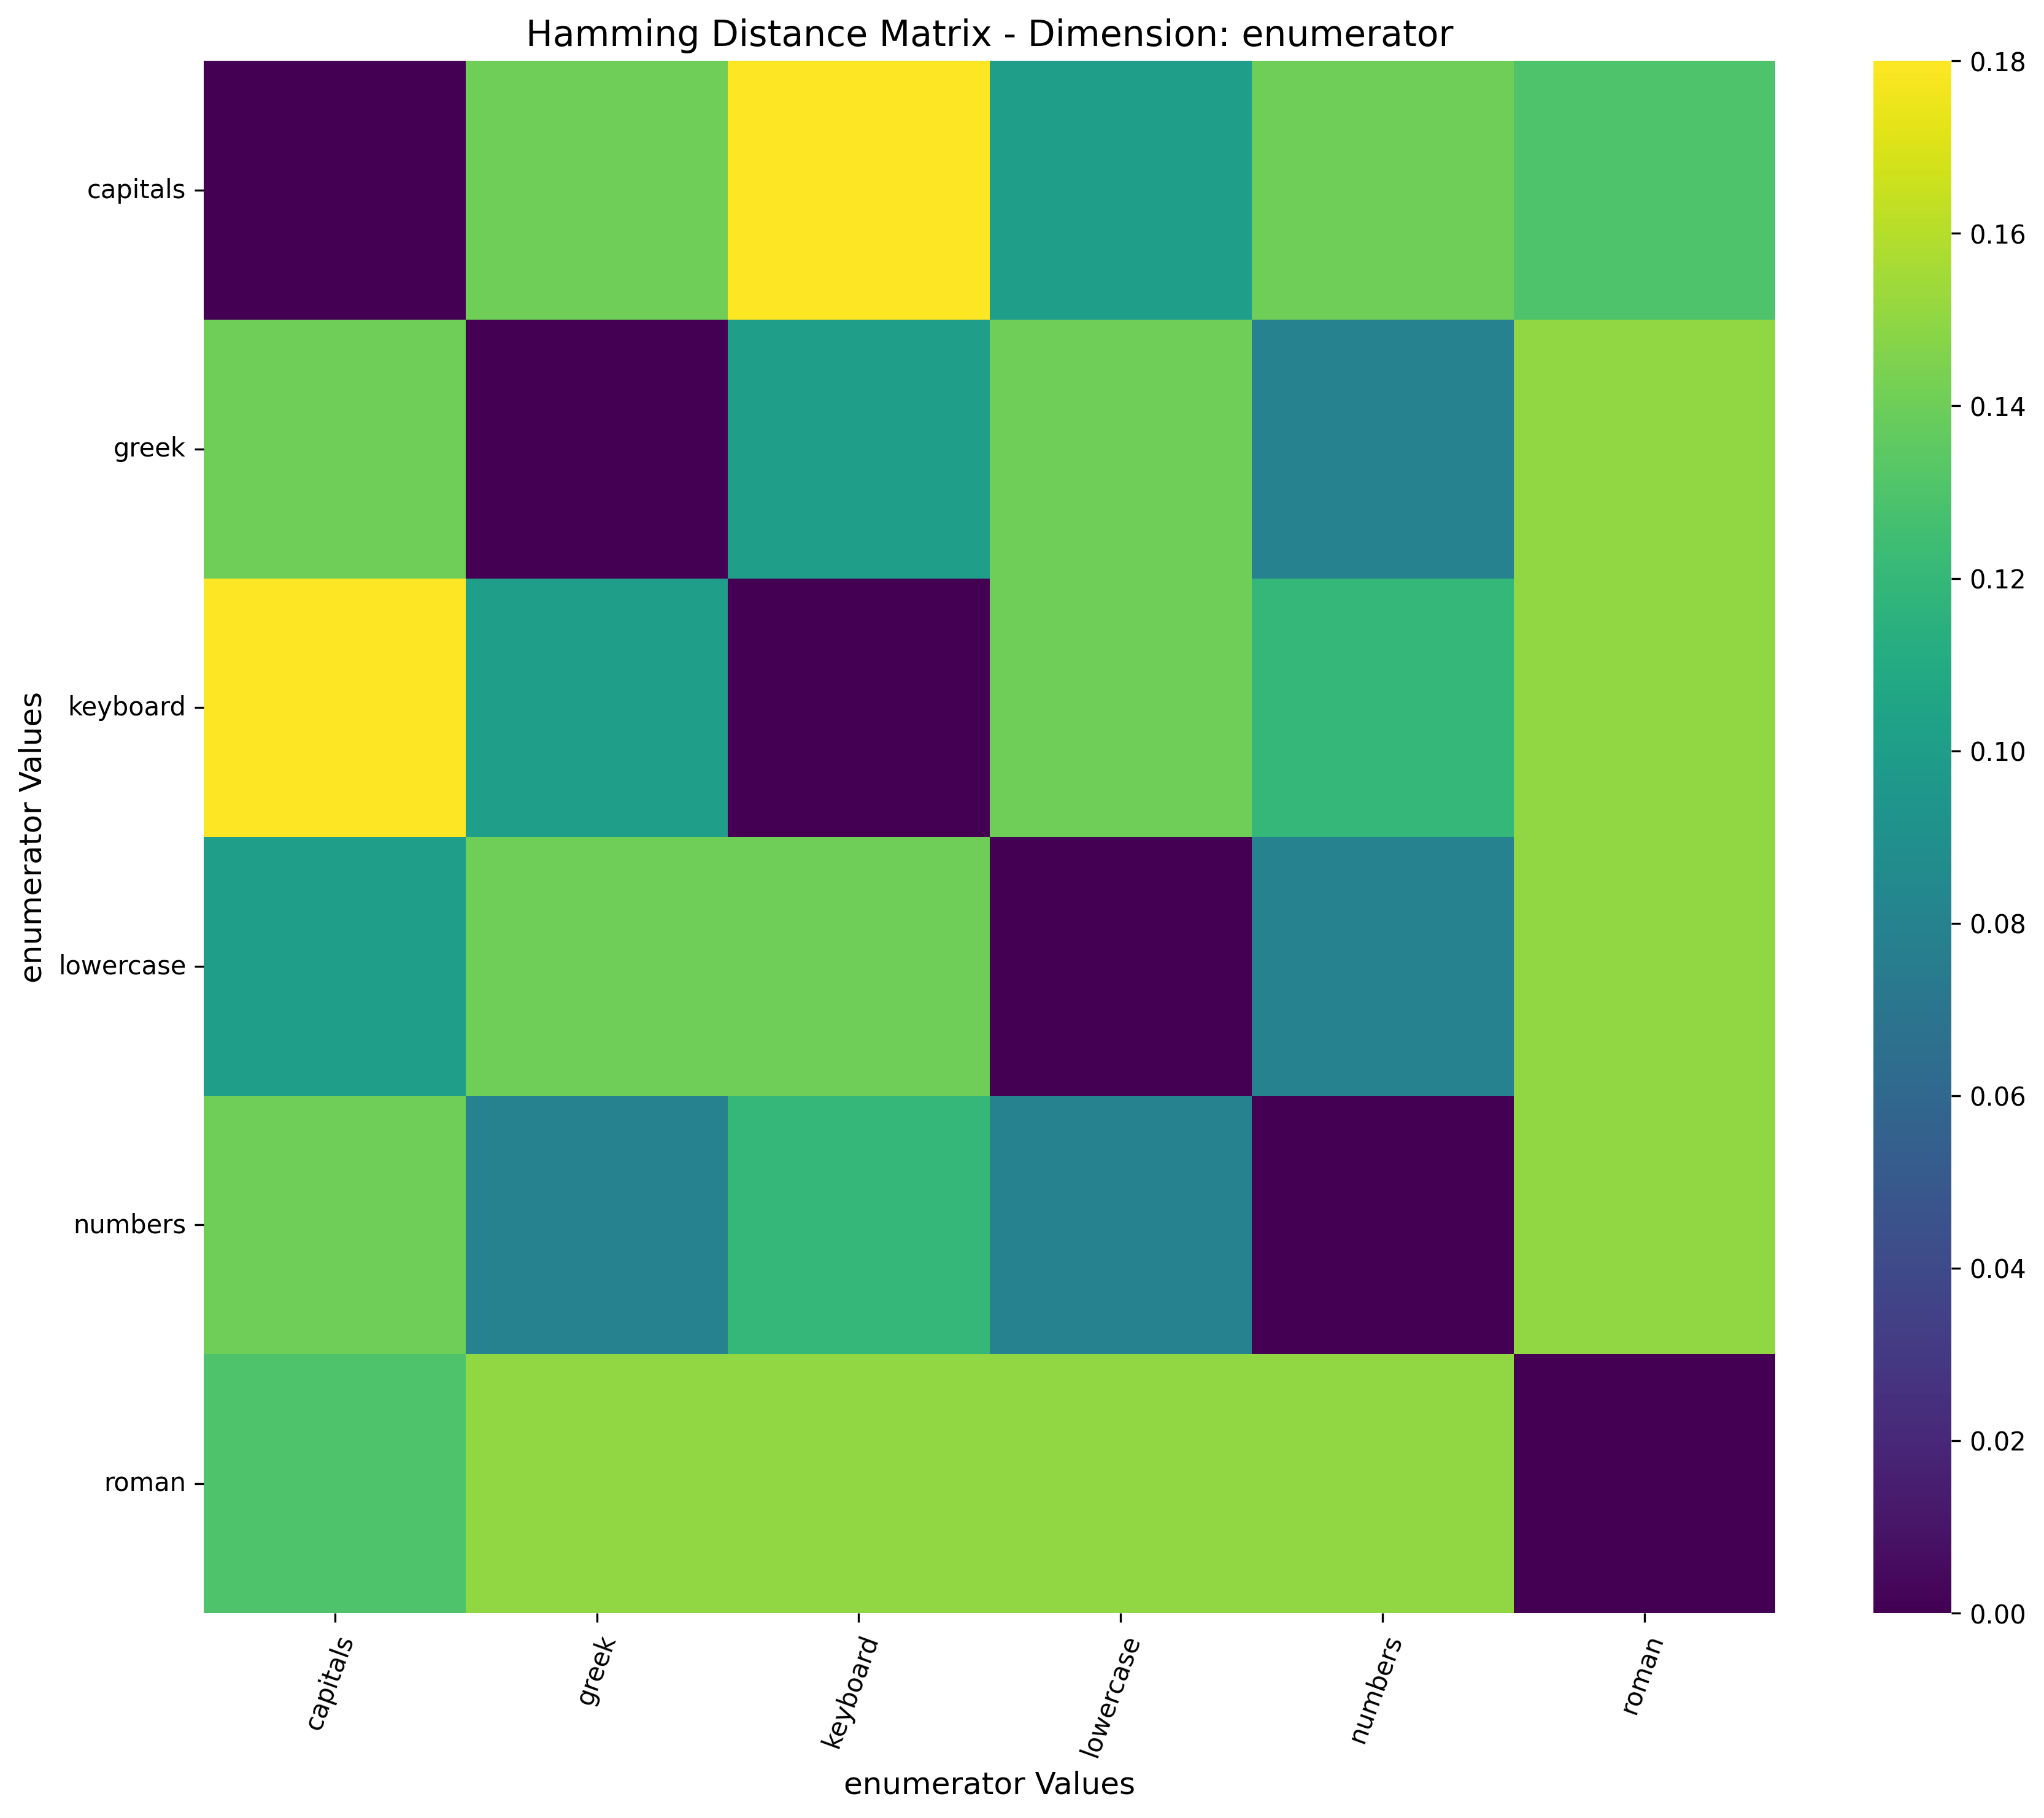 Hamming Distance Matrix - Dimension: enumerator
enumerator Values
capitals
greek
keyboard
lowercase
numbers
roman
capitals
greek
keyboard
lowercase
numbers
roman
enumerator Values
0.18
0.16
0.14
0.12
0.10
0.08
0.06
0.04
0.02
0.00